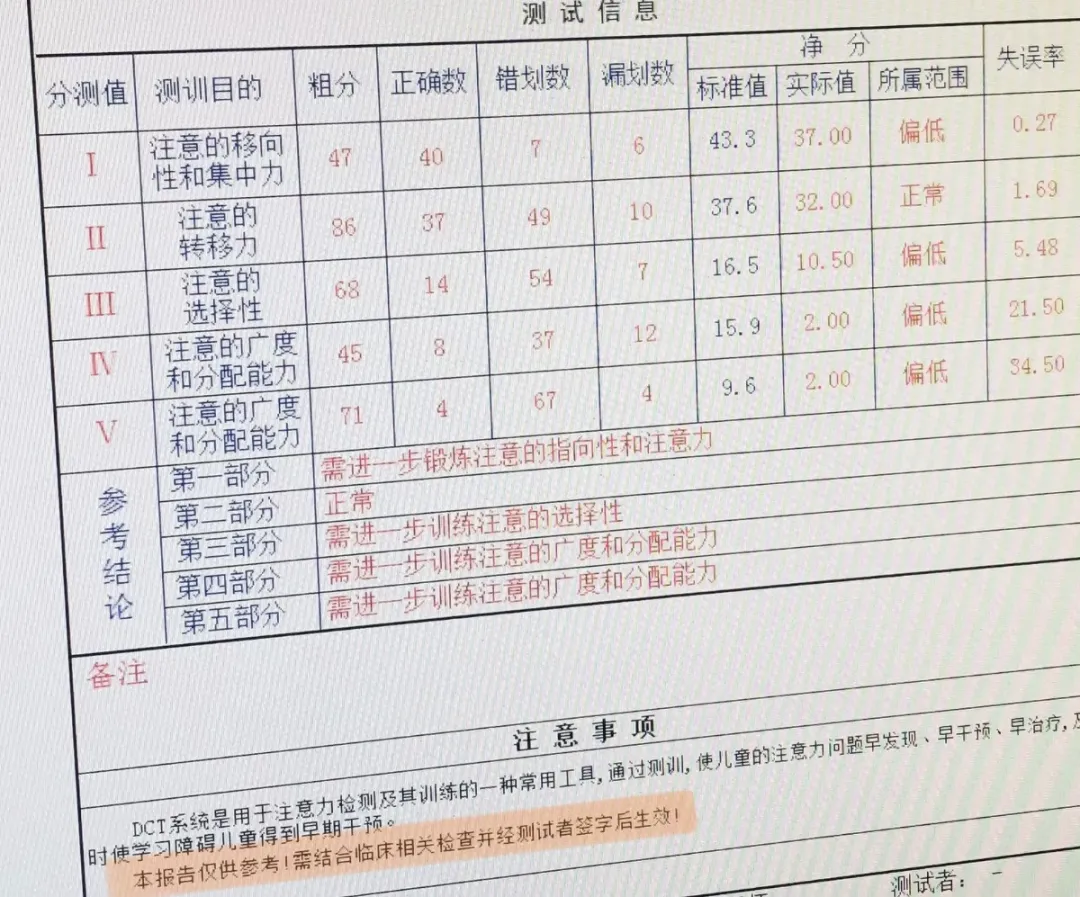 测试信息
分测值 测训目的 粗分 正确数 错划数 漏划数 净 分 失误率
标准值 实际值 所属范围
I 注意的移向性和集中力 47 40 7 6 43.3 37.00 偏低 0.27
II 注意的转移力 86 37 49 10 37.6 32.00 正常 1.69
III 注意的选择性 68 14 54 7 16.5 10.50 偏低 5.48
IV 注意的广度和分配能力 45 8 37 12 15.9 2.00 偏低 21.50
V 注意的广度和分配能力 71 4 67 4 9.6 2.00 偏低 34.50
参考结论
第一部分 需进一步锻炼注意的指向性和注意力
第二部分 正常
第三部分 需进一步训练注意的选择性
第四部分 需进一步训练注意的广度和分配能力
第五部分 需进一步训练注意的广度和分配能力
备注
注意事项
DCT系统是用于注意力检测及其训练的一种常用工具,通过测训,使儿童的注意力问题早发现、早干预、早治疗,及
时使学习障碍儿童得到早期干预。
本报告仅供参考!需结合临床相关检查并经测试者签字后生效!
测试者: